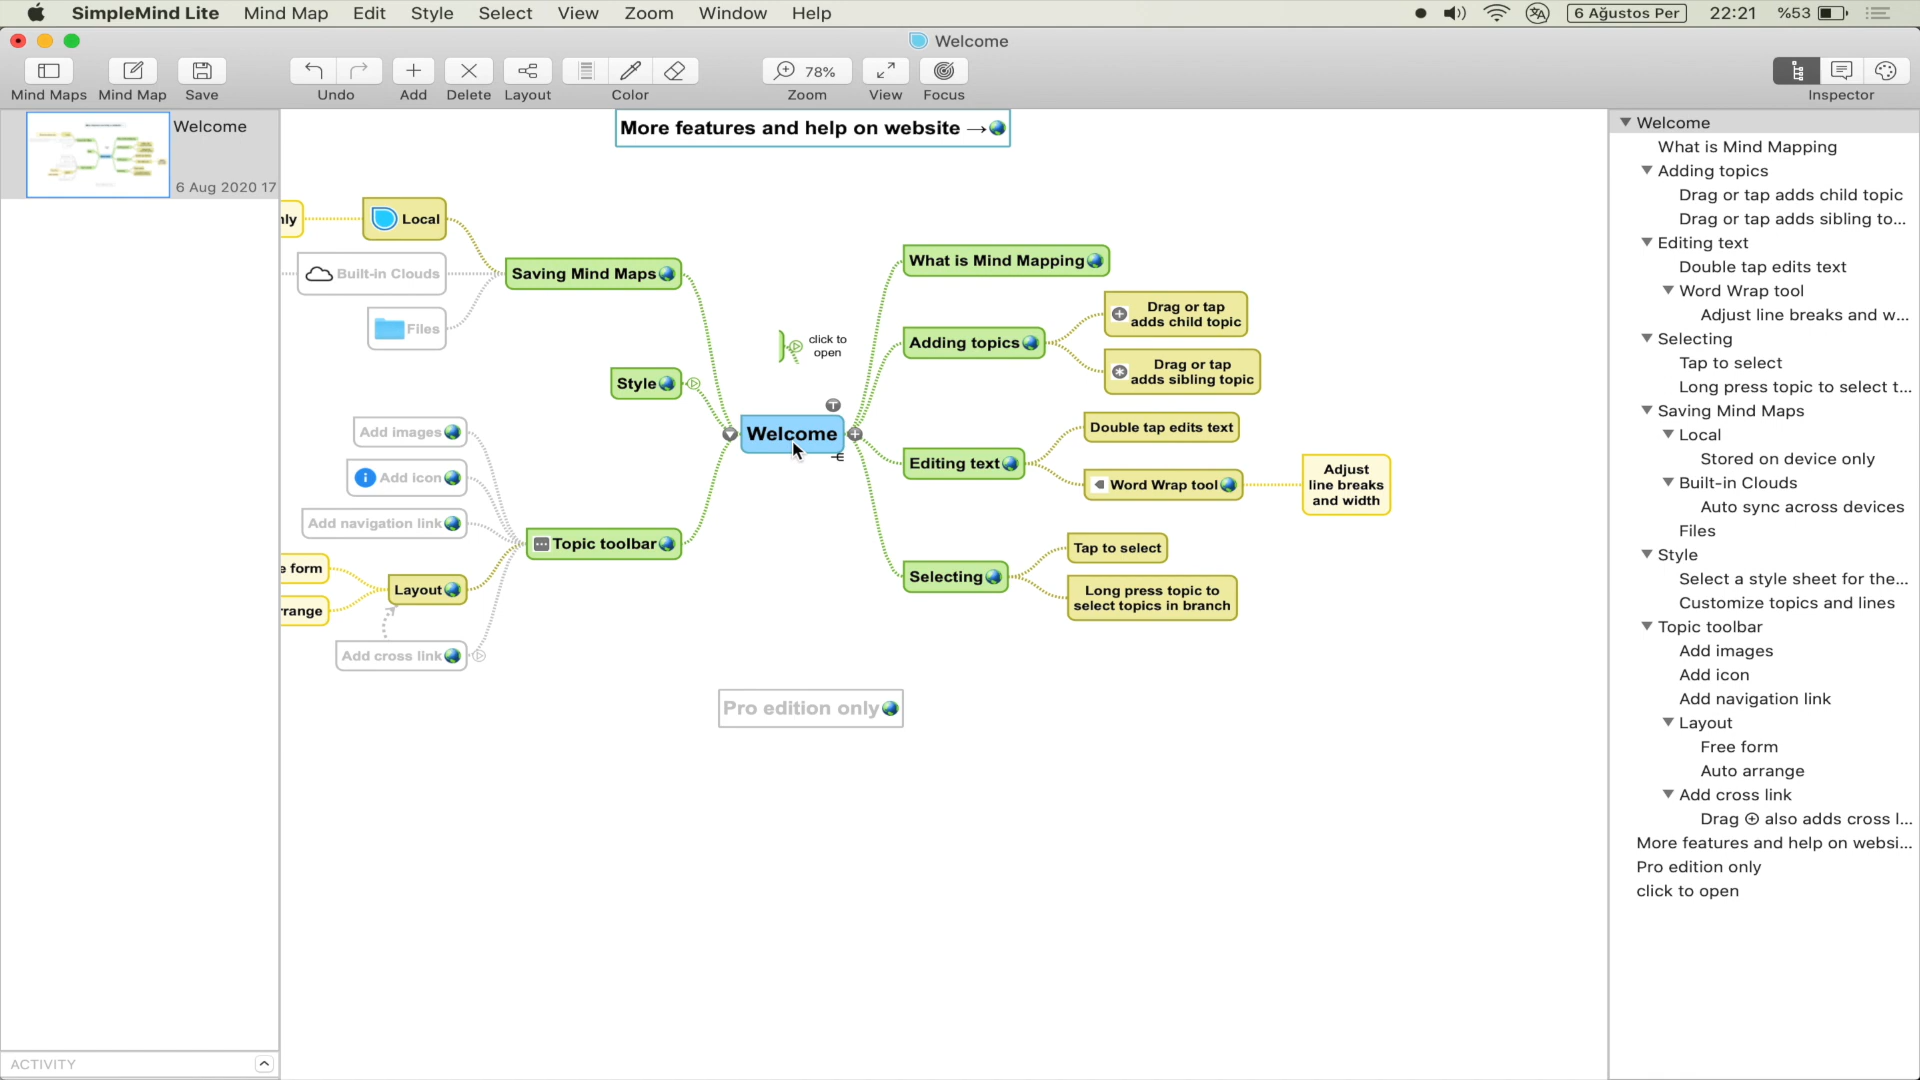 SimpleMind Lite Mind Map Edit Style Select View Zoom Window Help 6 Ağustos Per 22:21 %53
Welcome
78%
Mind Maps Mind Map Save Undo Add Delete Layout Color Zoom View Focus Inspector
Welcome
6 Aug 2020 17
ACTIVITY
More features and help on website →
Local
Built-in Clouds
Files
Saving Mind Maps
Style
click to
open
Welcome
Add images
Add icon
Add navigation link
Topic toolbar
e form
Layout
Add cross link
What is Mind Mapping
Adding topics
Drag or tap
adds child topic
Drag or tap
adds sibling topic
Editing text
Double tap edits text
Word Wrap tool
Adjust
line breaks
and width
Selecting
Tap to select
Long press topic to
select topics in branch
Pro edition only
Welcome
What is Mind Mapping
Adding topics
Drag or tap adds child topic
Drag or tap adds sibling to...
Editing text
Double tap edits text
Word Wrap tool
Adjust line breaks and w...
Selecting
Tap to select
Long press topic to select t...
Saving Mind Maps
Local
Stored on device only
Built-in Clouds
Auto sync across devices
Files
Style
Select a style sheet for the...
Customize topics and lines
Topic toolbar
Add images
Add icon
Add navigation link
Layout
Free form
Auto arrange
Add cross link
Drag ⊕ also adds cross l...
More features and help on websi...
Pro edition only
click to open